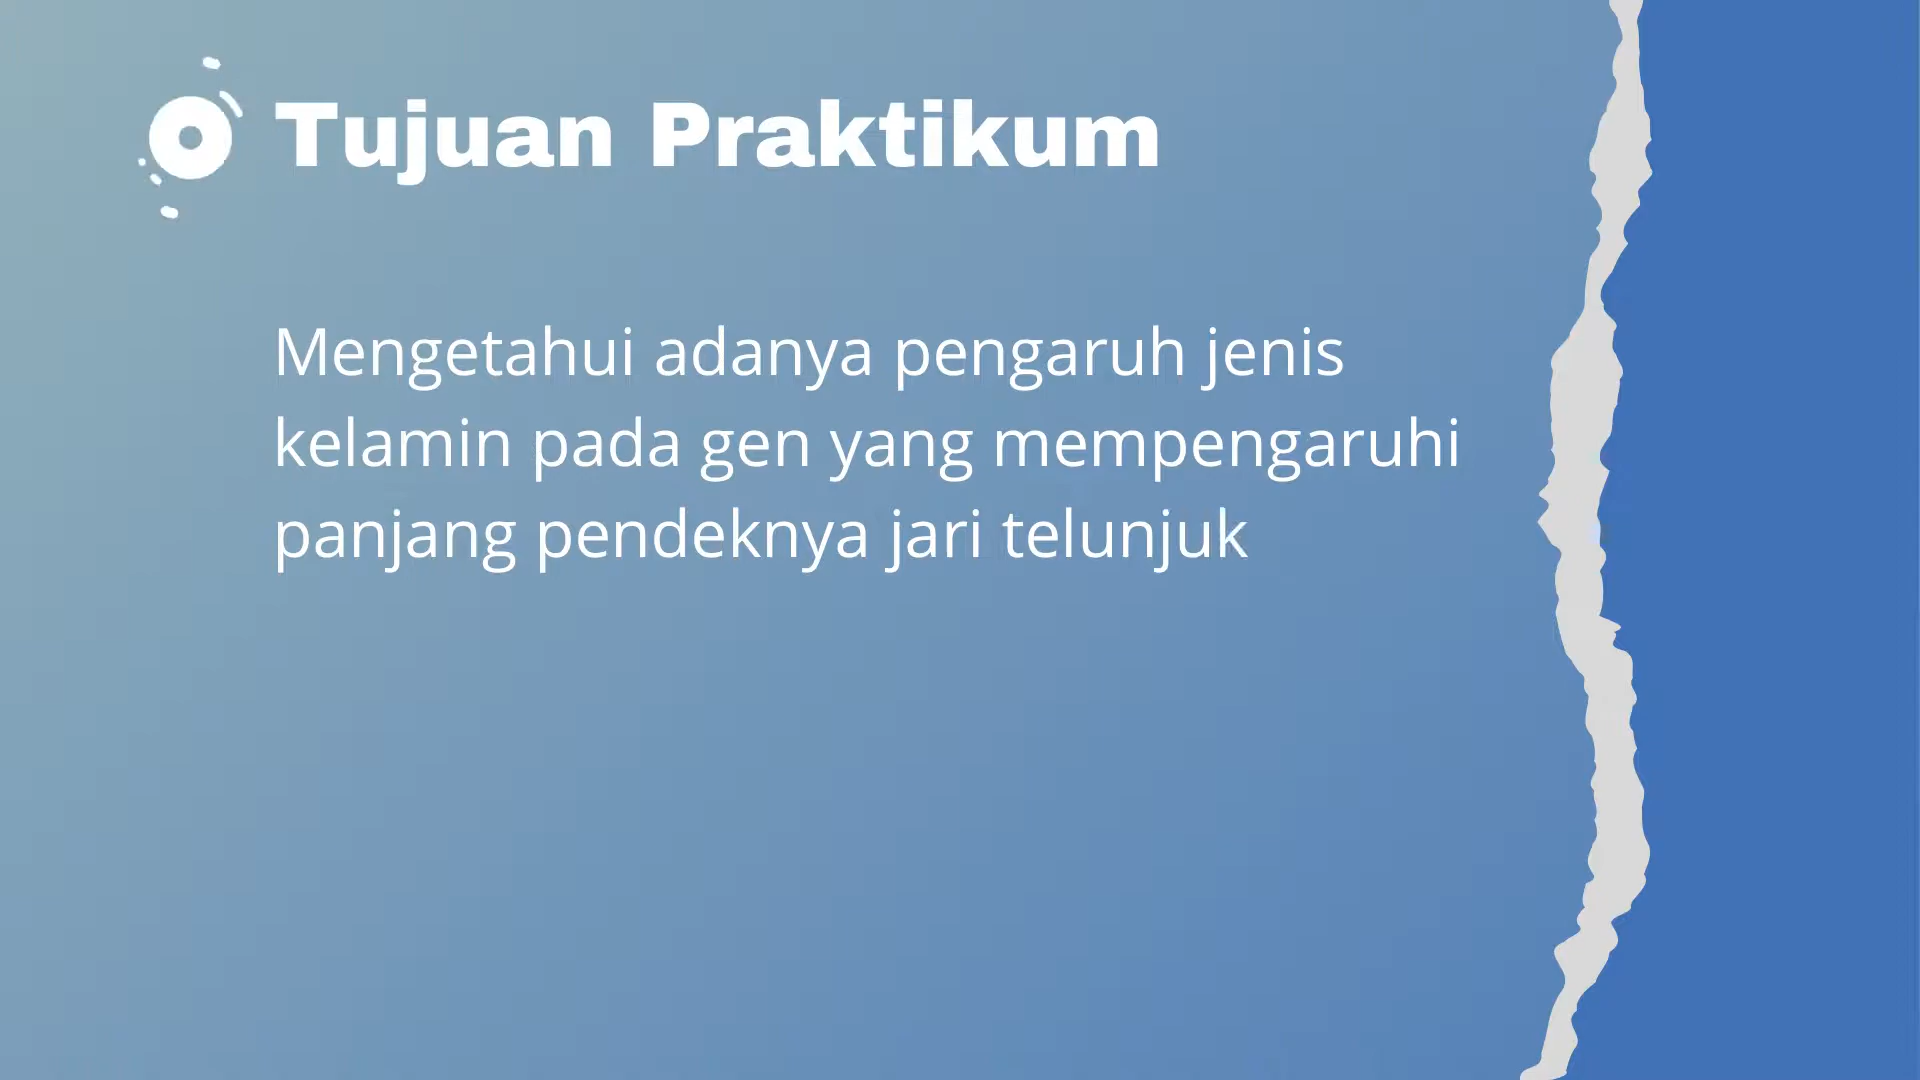 Tujuan Praktikum
Mengetahui adanya pengaruh jenis
kelamin pada gen yang mempengaruhi
panjang pendeknya jari telunjuk